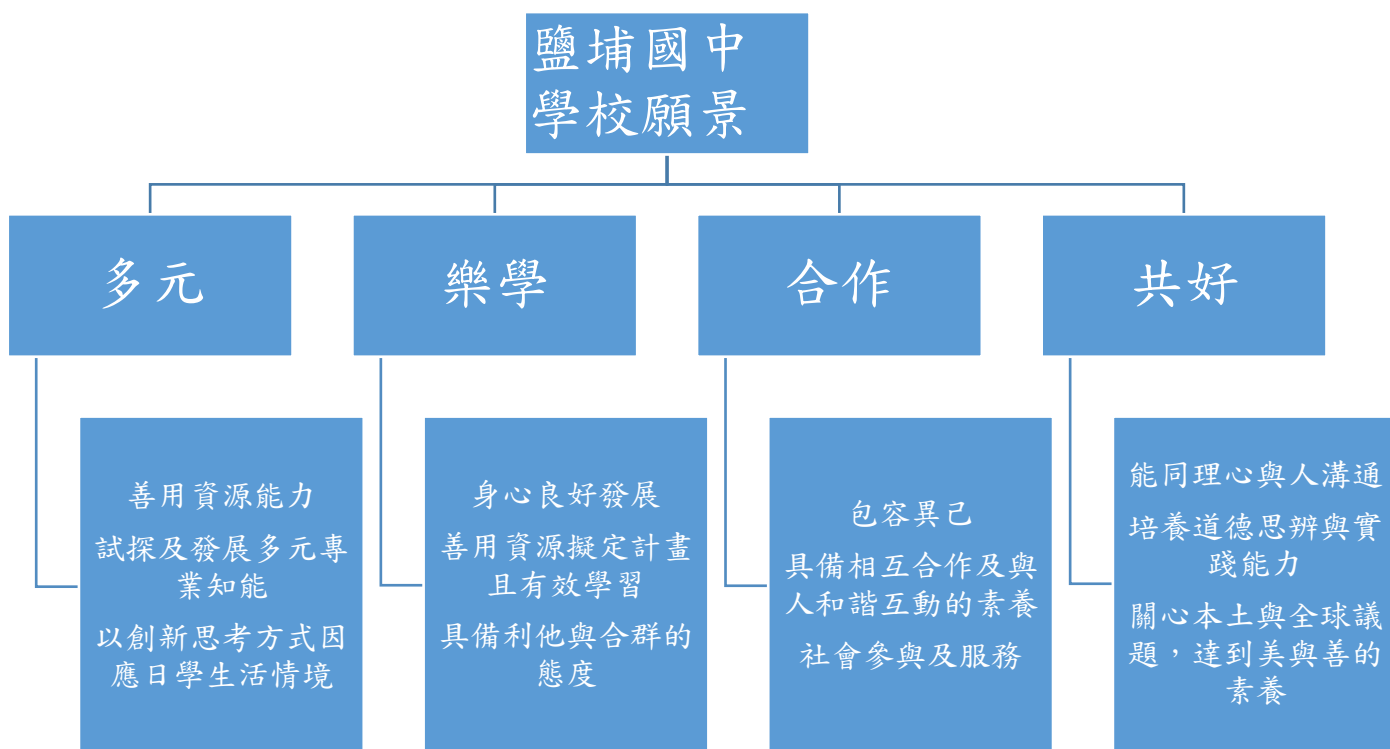 鹽埔國中
學校願景
多元
樂學
合作
共好
善用資源能力
試探及發展多元專
業知能
以創新思考方式因
應日學生活情境
身心良好發展
善用資源擬定計畫
且有效學習
具備利他與合群的
態度
包容異己
具備相互合作及與
人和諧互動的素養
社會參與及服務
能同理心與人溝通
培養道德思辨與實
踐能力
關心本土與全球議
題，達到美與善的
素養